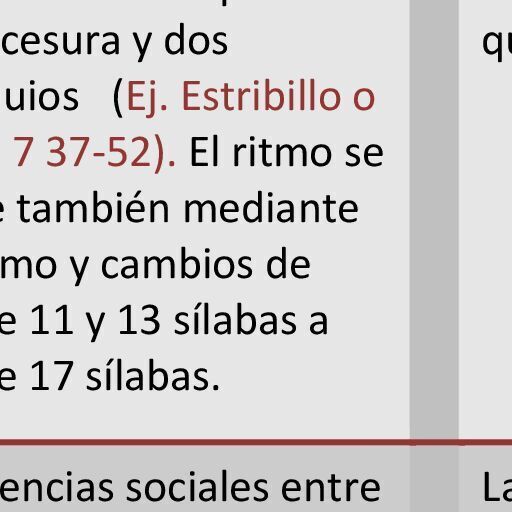 cesura y dos
uios (Ej. Estribillo o
7 37-52). El ritmo se
e también mediante
mo y cambios de
e 11 y 13 sílabas a
e 17 sílabas.
encias sociales entre
qu
La